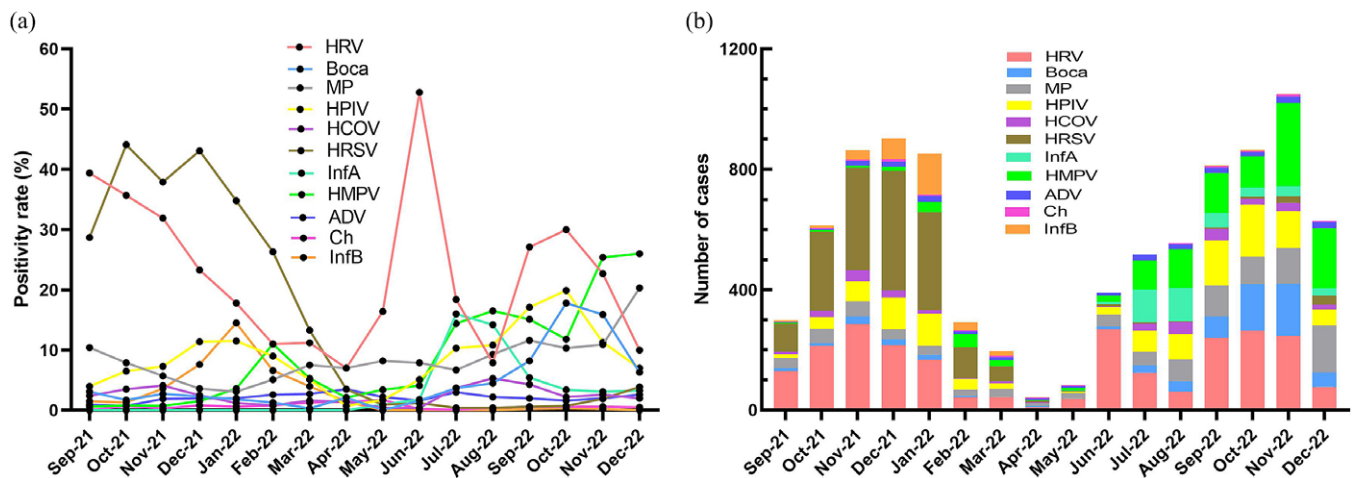 (a)
Positivity rate (%)
60
50
40
30
20
10
0
HRV
Boca
MP
HPIV
HCOV
HRSV
InfA
HMPV
ADV
Ch
InfB
Sep-21
Oct-21
Nov-21
Dec-21
Jan-22
Feb-22
Mar-22
Apr-22
May-22
Jun-22
Jul-22
Aug-22
Sep-22
Oct-22
Nov-22
Dec-22
(b)
Number of cases
1200
800
400
0
HRV
Boca
MP
HPIV
HCOV
HRSV
InfA
HMPV
ADV
Ch
InfB
Sep-21
Oct-21
Nov-21
Dec-21
Jan-22
Feb-22
Mar-22
Apr-22
May-22
Jun-22
Jul-22
Aug-22
Sep-22
Oct-22
Nov-22
Dec-22